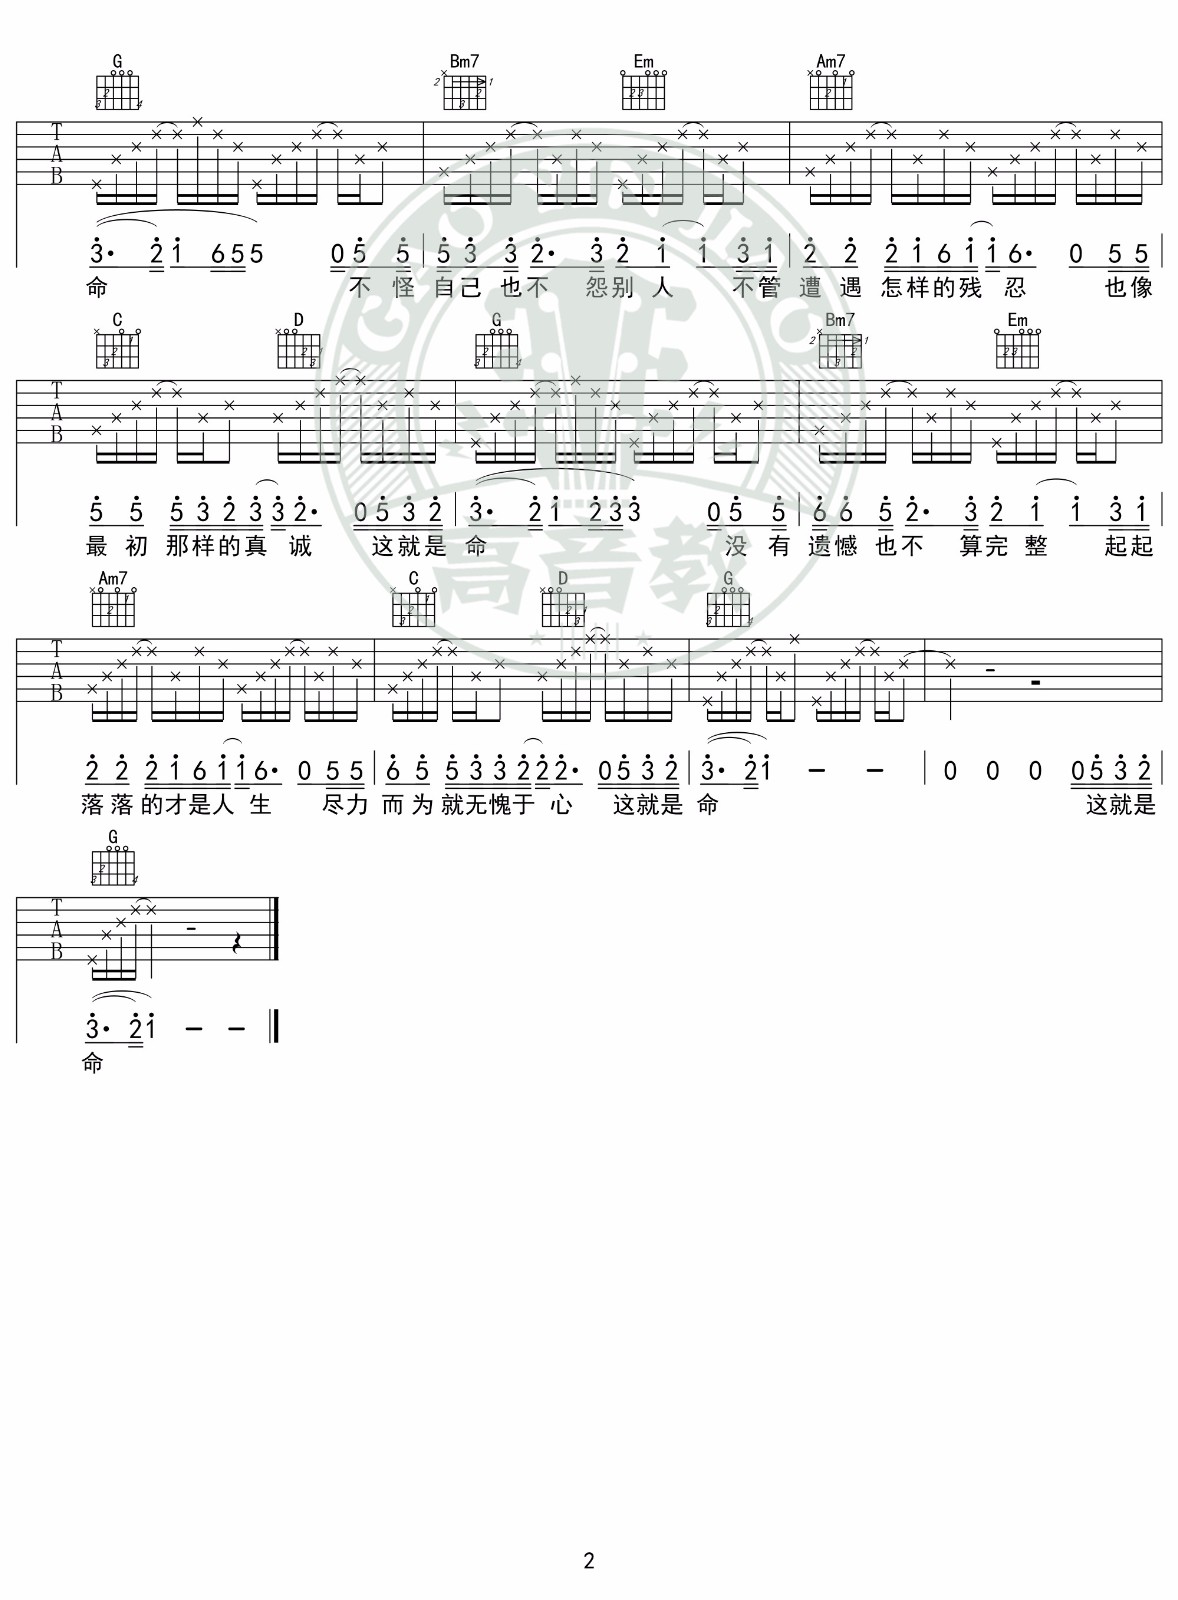 G Bm7 Em Am7
T A B
3· 2 1 6 5 5 0 5 5 5 3 3 2· 3 2 1 1 3 1 2 2 2 1 6 1 1 6· 0 5 5
命 不怪自己也不怨别人 不管遭遇怎样的残忍 也像
C D G Bm7 Em
T A B
5 5 5 3 2 3 3 2· 0 5 3 2 3· 2 1 2 3 3 0 5 5 6 6 5 2· 3 2 1 1 3 1
最初那样的真诚 这就是命 没有遗憾也不算完整 起起
Am7 C D G
T A B
2 2 2 1 6 1 1 6· 0 5 5 6 5 5 3 3 2 2 2· 0 5 3 2 3· 2 1 – – 0 0 0 0 5 3 2
落落的才是人生 尽力而为就无愧于心 这就是命 这就是
G
T A B
3· 2 1 – –
命
GAO YIN JIAO
高音教
2